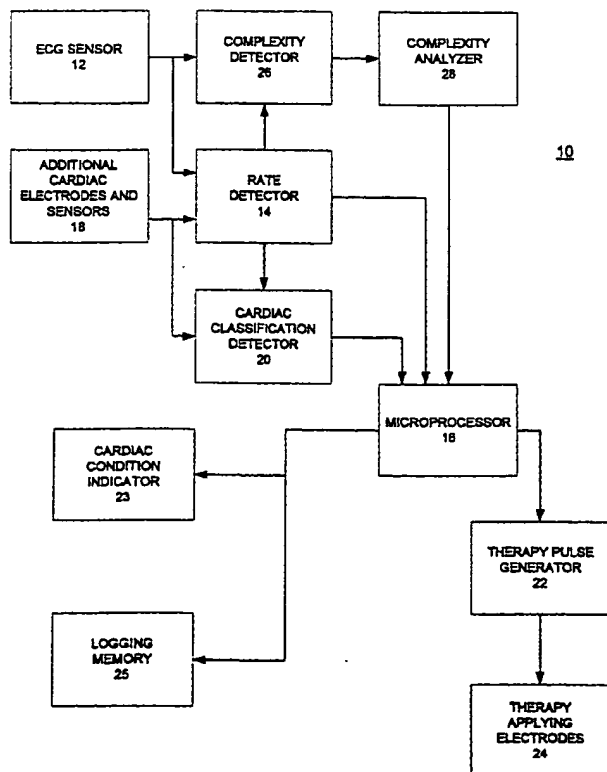 ECG SENSOR
12
COMPLEXITY
DETECTOR
26
COMPLEXITY
ANALYZER
28
10
ADDITIONAL
CARDIAC
ELECTRODES AND
SENSORS
18
RATE
DETECTOR
14
CARDIAC
CLASSIFICATION
DETECTOR
20
MICROPROCESSOR
16
CARDIAC
CONDITION
INDICATOR
23
THERAPY PULSE
GENERATOR
22
LOGGING
MEMORY
25
THERAPY
APPLYING
ELECTRODES
24